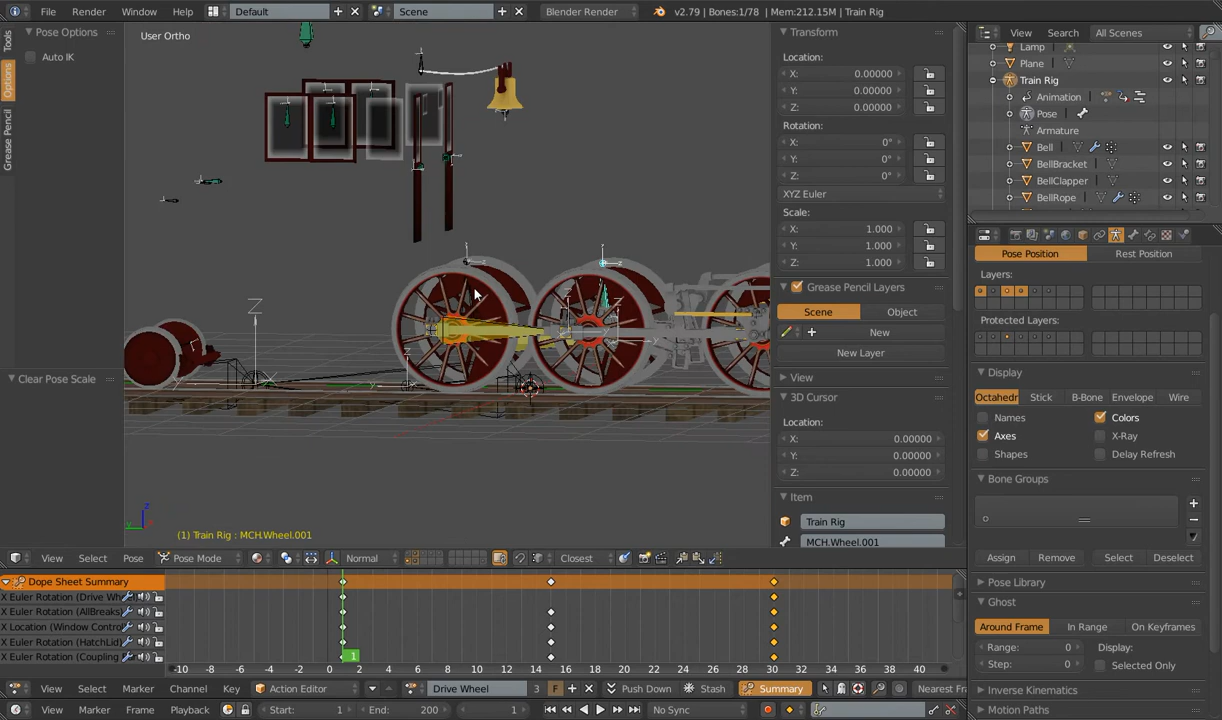 File Render Window Help Default Scene Blender Render v2.79 | Bones:1/78 | Mem:212.15M | Train Rig
Tools
Options
Grease Pencil
Pose Options
Auto IK
Clear Pose Scale
User Ortho
Z
X
y
z
y
(1) Train Rig : MCH.Wheel.001
View Select Pose Pose Mode Normal Closest
Transform
Location:
X: 0.00000
Y: 0.00000
Z: 0.00000
Rotation:
X: 0°
Y: 0°
Z: 0°
XYZ Euler
Scale:
X: 1.000
Y: 1.000
Z: 1.000
Grease Pencil Layers
Scene Object
New
New Layer
View
3D Cursor
Location:
X: 0.00000
Y: 0.00000
Z: 0.00000
Item
Train Rig
MCH.Wheel.001
View Search All Scenes
Lamp
Plane
Train Rig
Animation
Pose
Armature
Bell
BellBracket
BellClapper
BellRope
Pose Position Rest Position
Layers:
Protected Layers:
Display
Octahedr Stick B-Bone Envelope Wire
Names Colors
Axes X-Ray
Shapes Delay Refresh
Bone Groups
Assign Remove Select Deselect
Pose Library
Ghost
Around Frame In Range On Keyframes
Range: 0 Display:
Step: 0 Selected Only
Inverse Kinematics
Motion Paths
Dope Sheet Summary
X Euler Rotation (Drive Wh
X Euler Rotation (AllBreaks)
X Location (Window Control
X Euler Rotation (HatchLid)
X Euler Rotation (Coupling
-10 -8 -6 -4 -2 0 1 2 4 6 8 10 12 14 16 18 20 22 24 26 28 30 32 34 36 38 40
View Select Marker Channel Key Action Editor Drive Wheel 3 F Push Down Stash Summary Nearest Fr
View Marker Frame Playback Start: 1 End: 200 1 No Sync